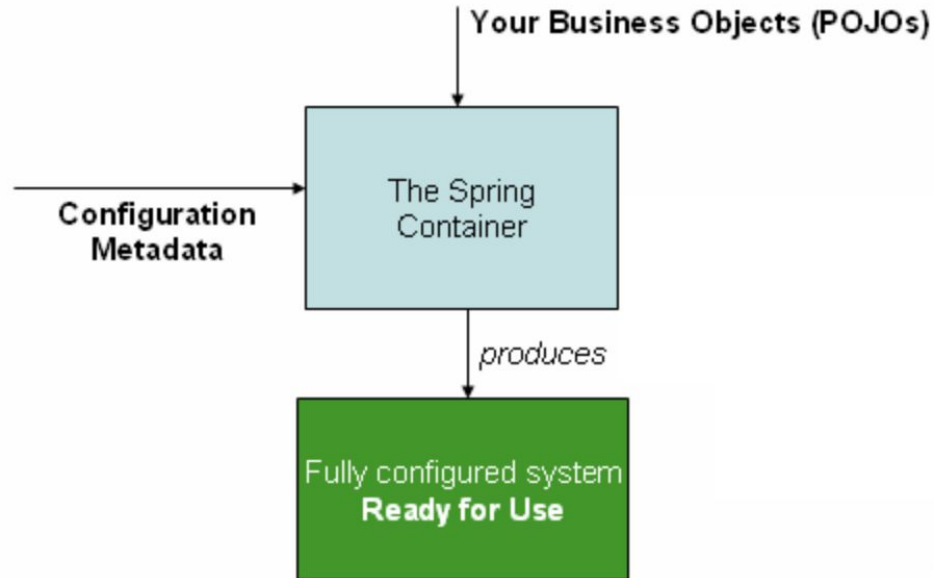 Your Business Objects (POJOs)
The Spring
Container
Configuration
Metadata
produces
Fully configured system
Ready for Use